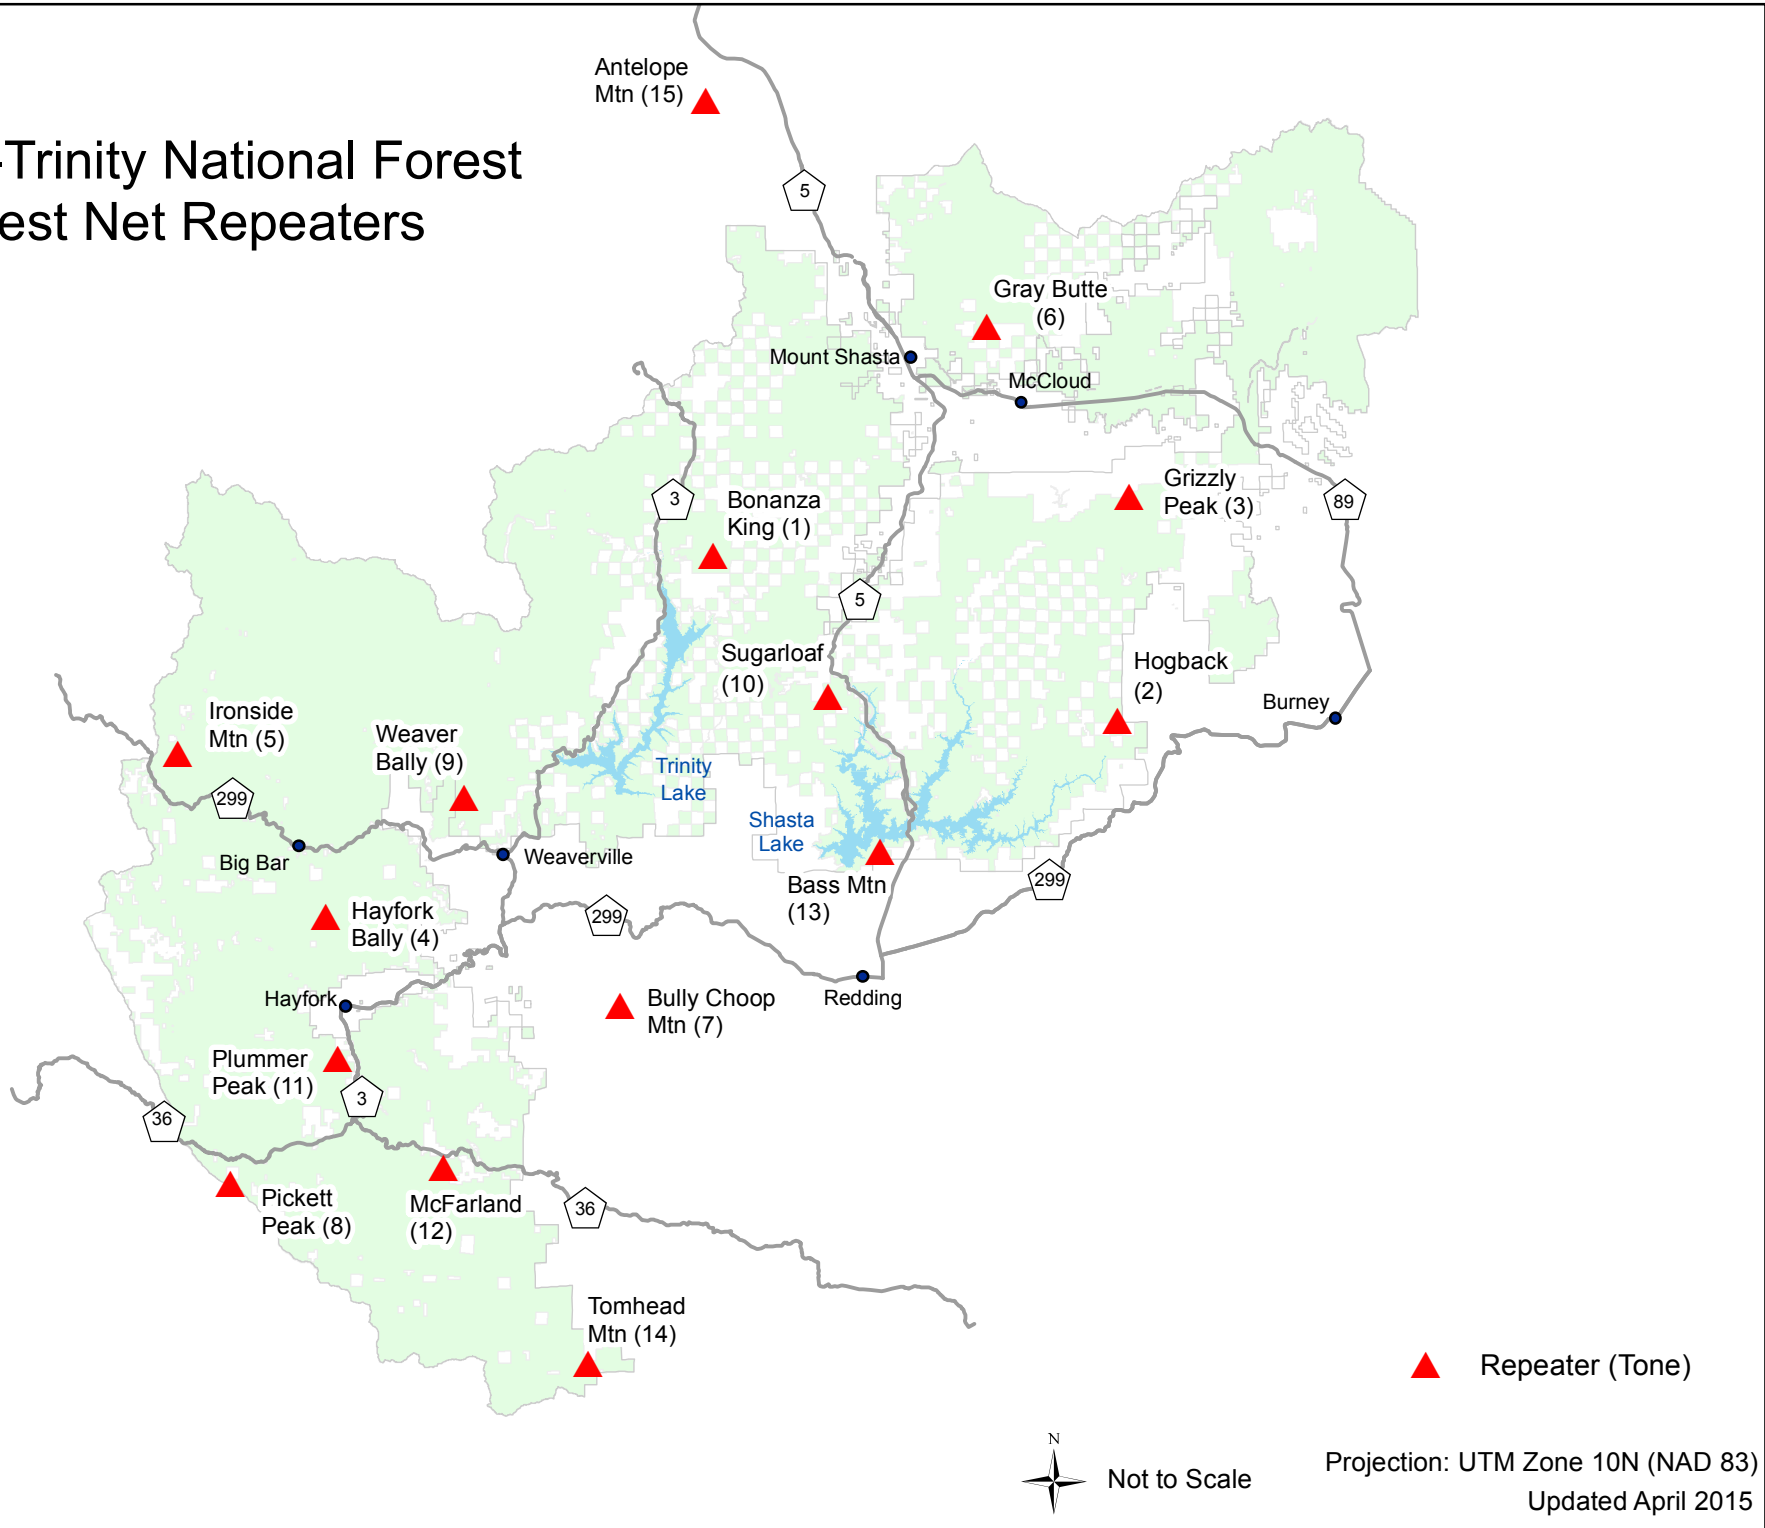 Antelope
Mtn (15)
-Trinity National Forest
est Net Repeaters
5
Gray Butte
(6)
Mount Shasta
McCloud
3
Bonanza
King (1)
Grizzly
Peak (3)
89
5
Sugarloaf
(10)
Hogback
(2)
Burney
Ironside
Mtn (5)
Weaver
Bally (9)
299
Trinity
Lake
Shasta
Lake
Big Bar
Weaverville
Bass Mtn
(13)
299
Hayfork
Bally (4)
299
Hayfork
Bully Choop
Mtn (7)
Redding
Plummer
Peak (11)
3
36
Pickett
Peak (8)
McFarland
(12)
36
Tomhead
Mtn (14)
Repeater (Tone)
N
Not to Scale
Projection: UTM Zone 10N (NAD 83)
Updated April 2015